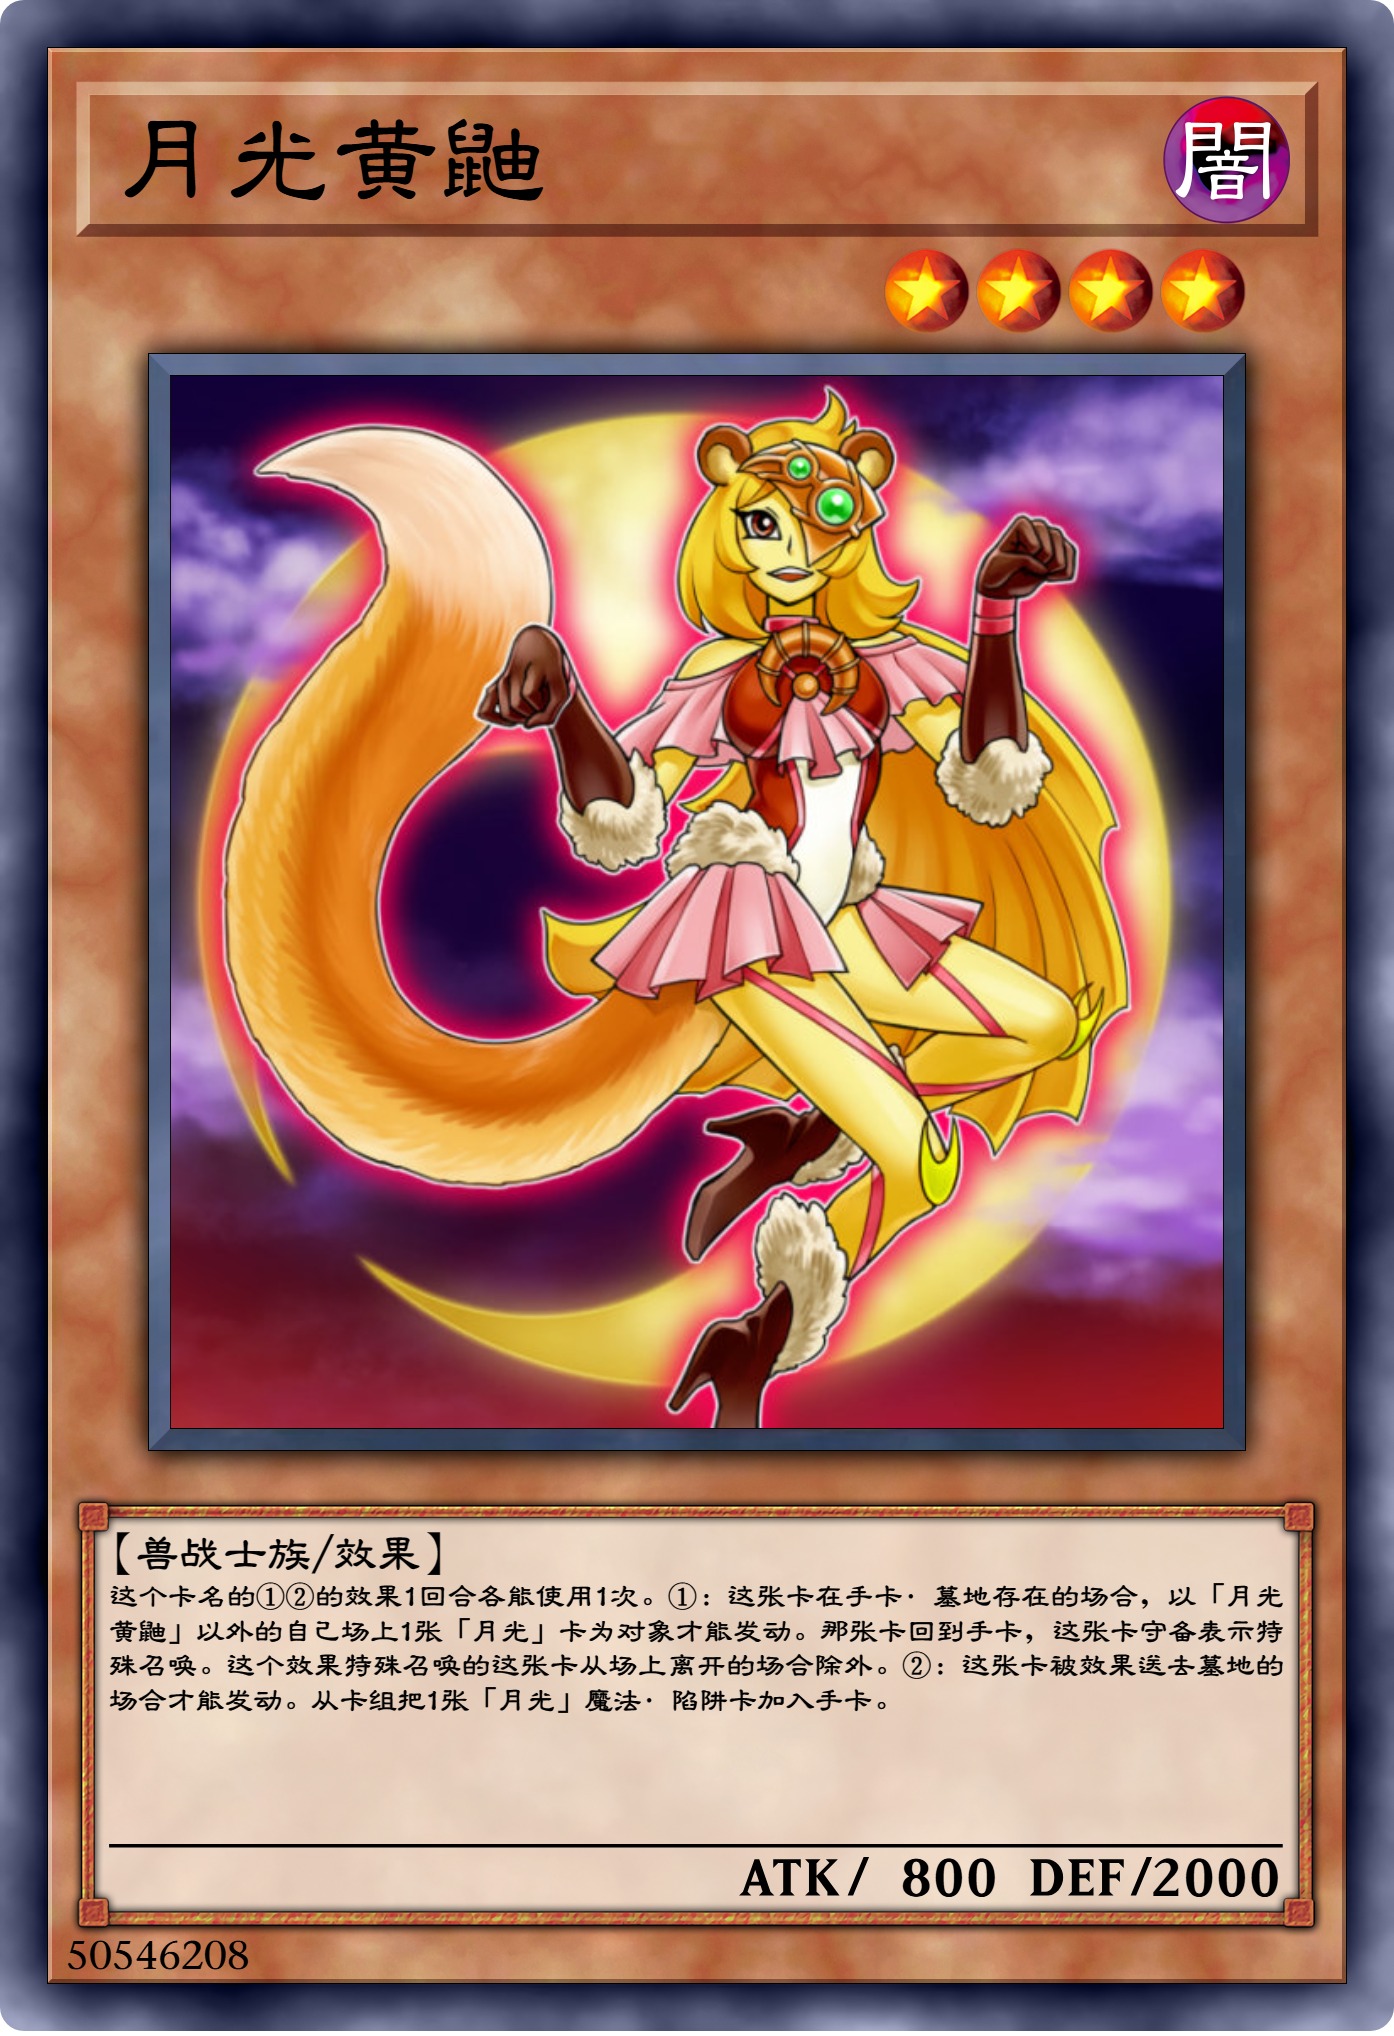 月光黄鼬
闇
【兽战士族/效果】
这个卡名的①②的效果1回合各能使用1次。①：这张卡在手卡·墓地存在的场合，以「月光
黄鼬」以外的自己场上1张「月光」卡为对象才能发动。那张卡回到手卡，这张卡守备表示特
殊召唤。这个效果特殊召唤的这张卡从场上离开的场合除外。②：这张卡被效果送去墓地的
场合才能发动。从卡组把1张「月光」魔法·陷阱卡加入手卡。
ATK/ 800 DEF/2000
50546208